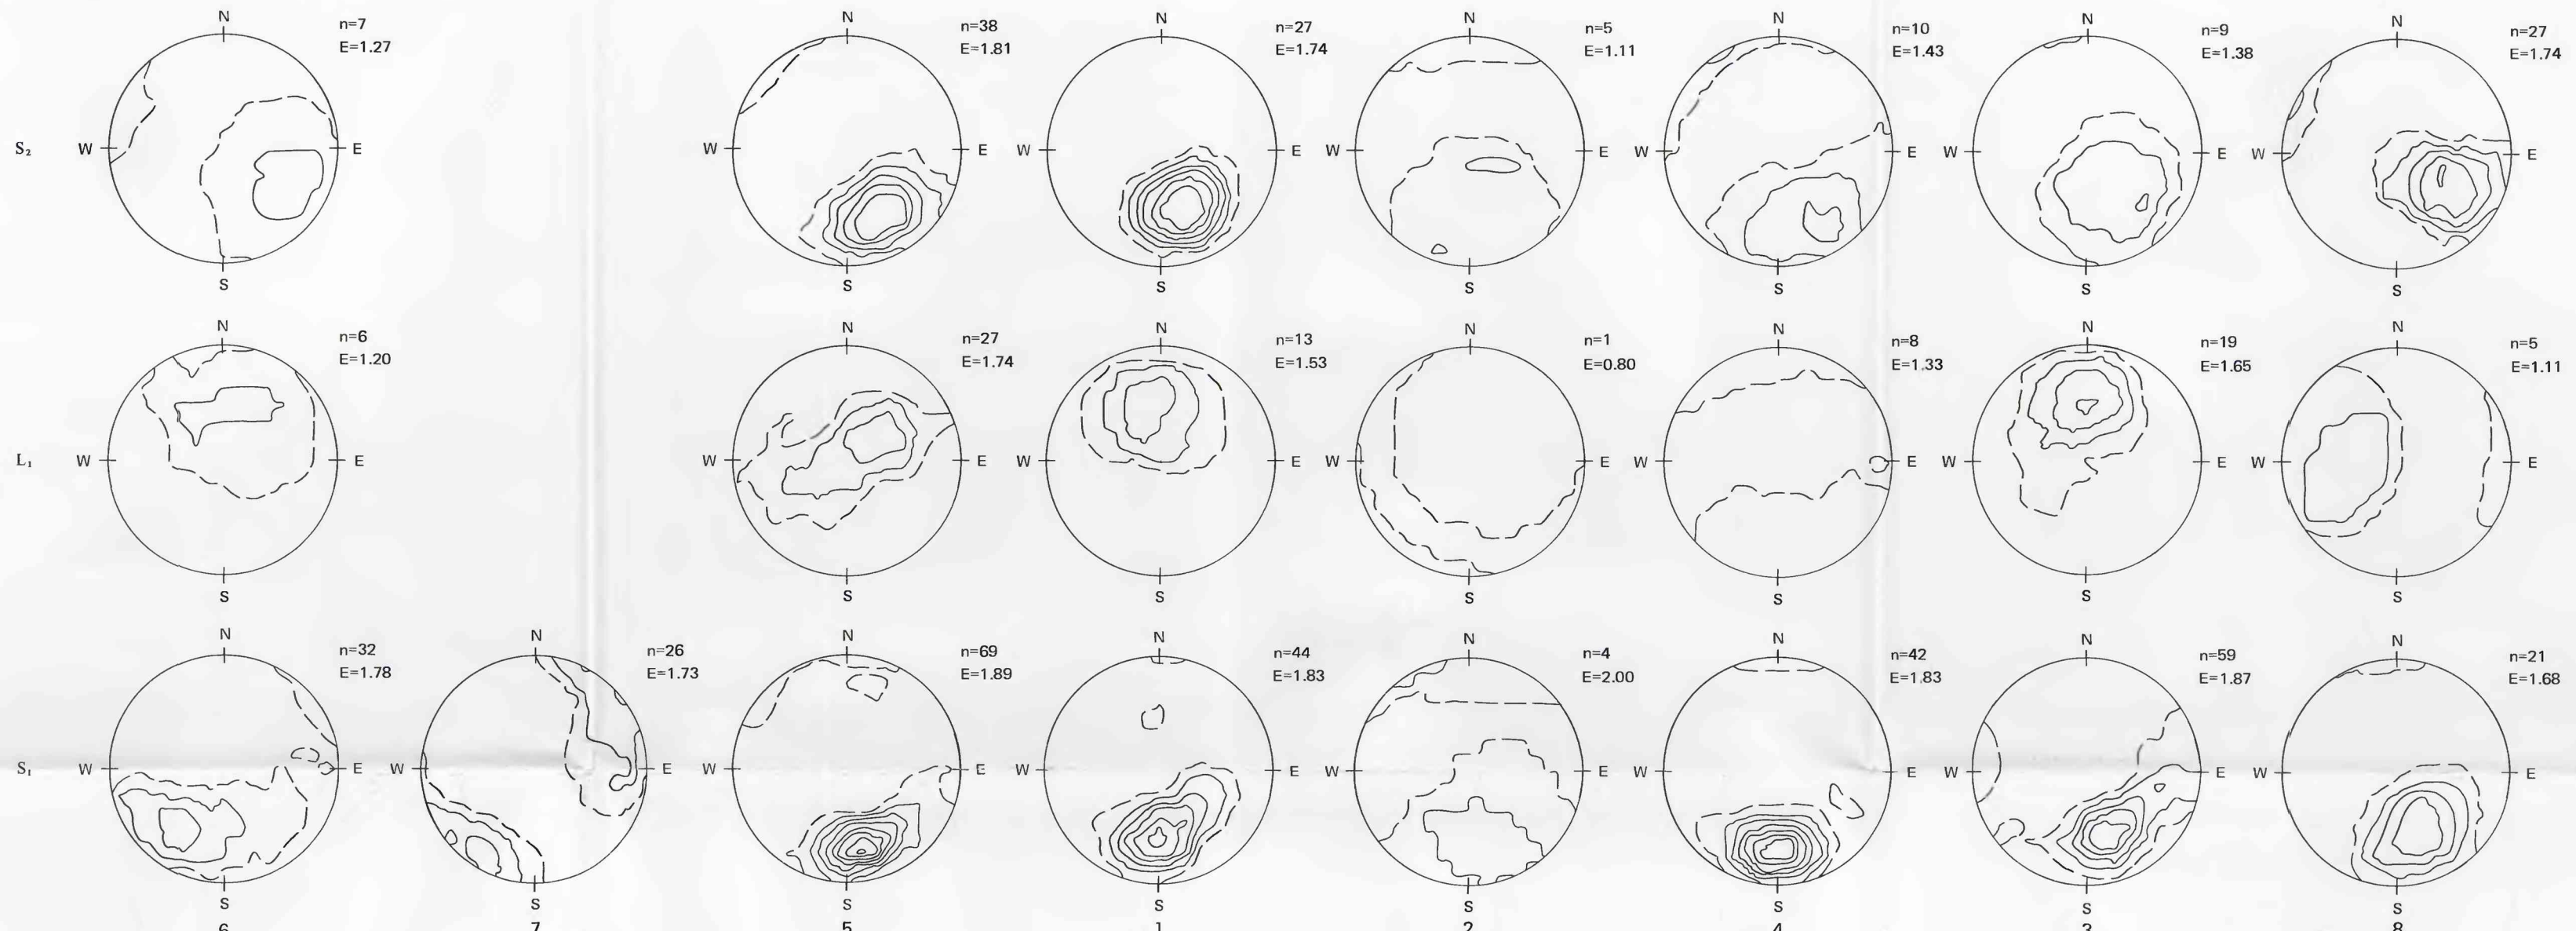 N N N N N N N
n=7 n=38 n=27 n=5 n=10 n=9 n=27
E=1.27 E=1.81 E=1.74 E=1.11 E=1.43 E=1.38 E=1.74
S₂ W E W E W E W E W E W E W E
S S S S S S S
N N N N N N N
n=6 n=27 n=13 n=1 n=8 n=19 n=5
E=1.20 E=1.74 E=1.53 E=0.80 E=1.33 E=1.65 E=1.11
L₁ W E W E W E W E W E W E W E
S S S S S S S
N N N N N N N N
n=32 n=26 n=69 n=44 n=4 n=42 n=59 n=21
E=1.78 E=1.73 E=1.89 E=1.83 E=2.00 E=1.83 E=1.87 E=1.68
S₁ W E W E W E W E W E W E W E W E
S S S S S S S S
6 7 5 1 2 4 3 8